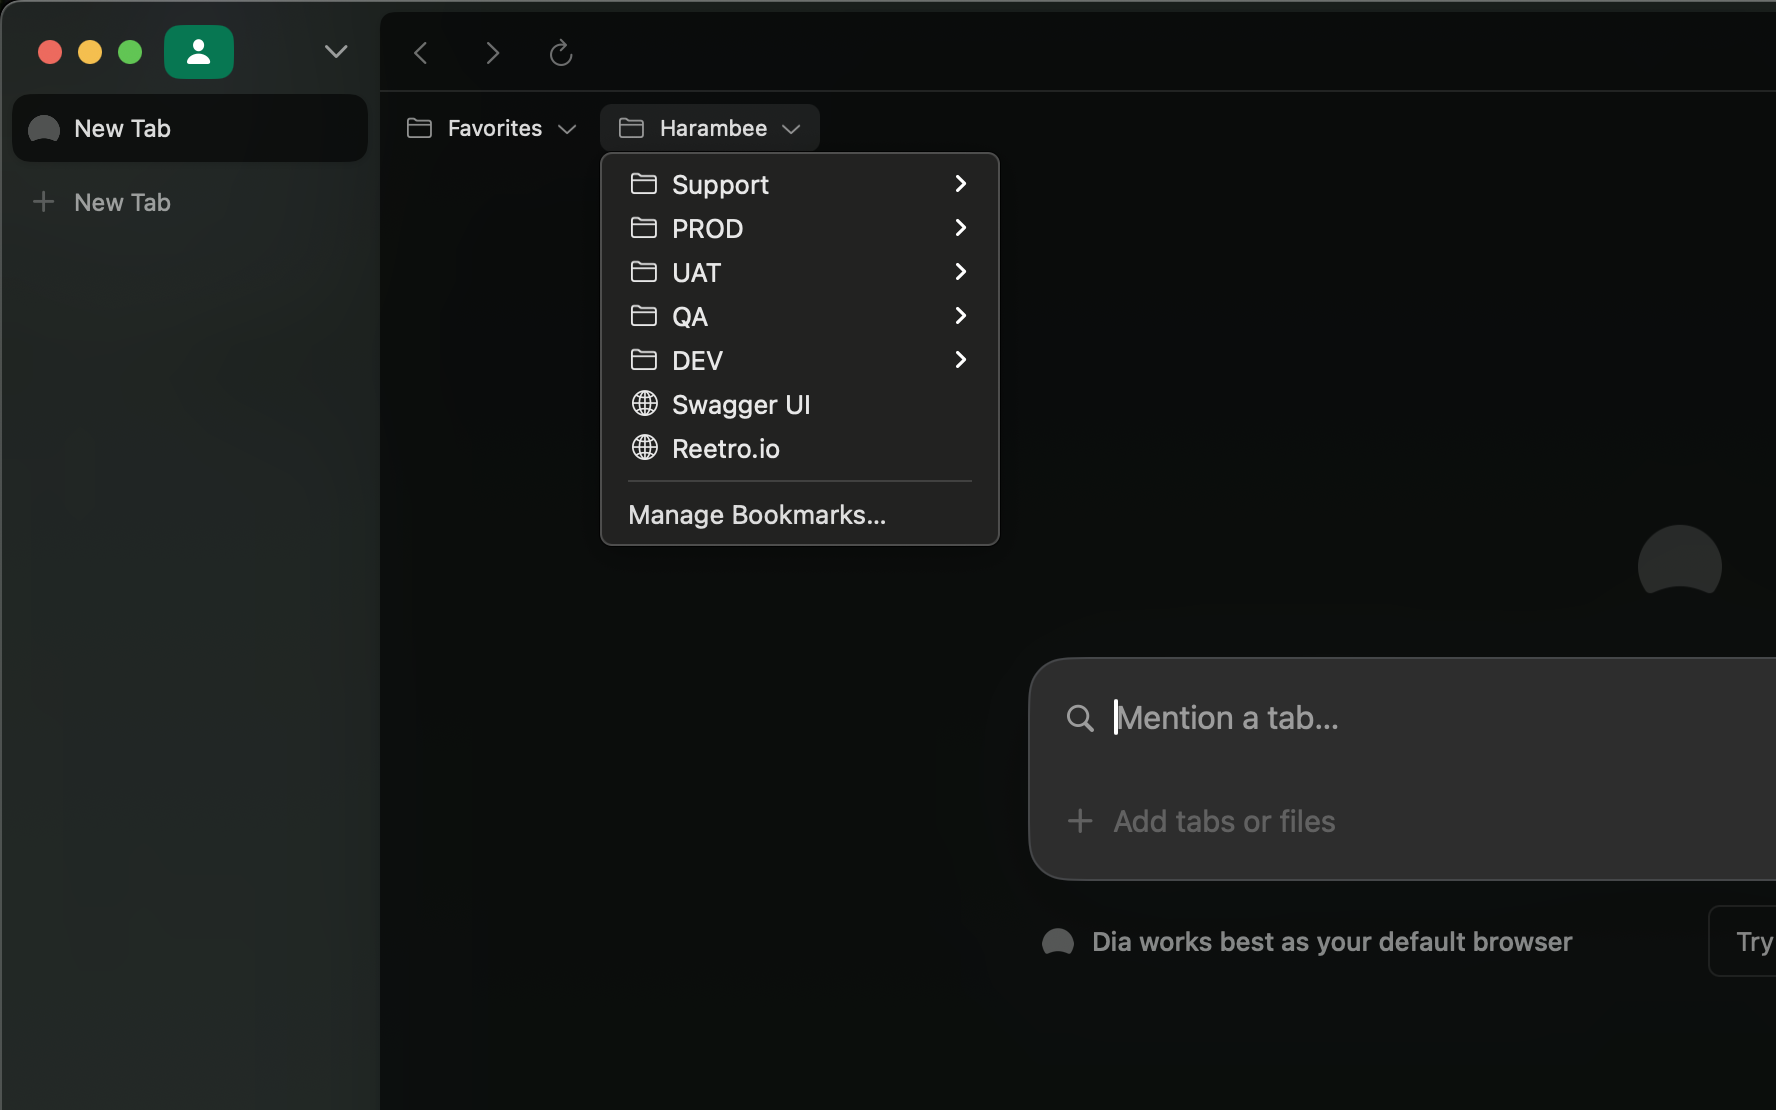 New Tab
New Tab
Favorites
Harambee
Support
PROD
UAT
QA
DEV
Swagger UI
Reetro.io
Manage Bookmarks...
Mention a tab...
Add tabs or files
Dia works best as your default browser
Try